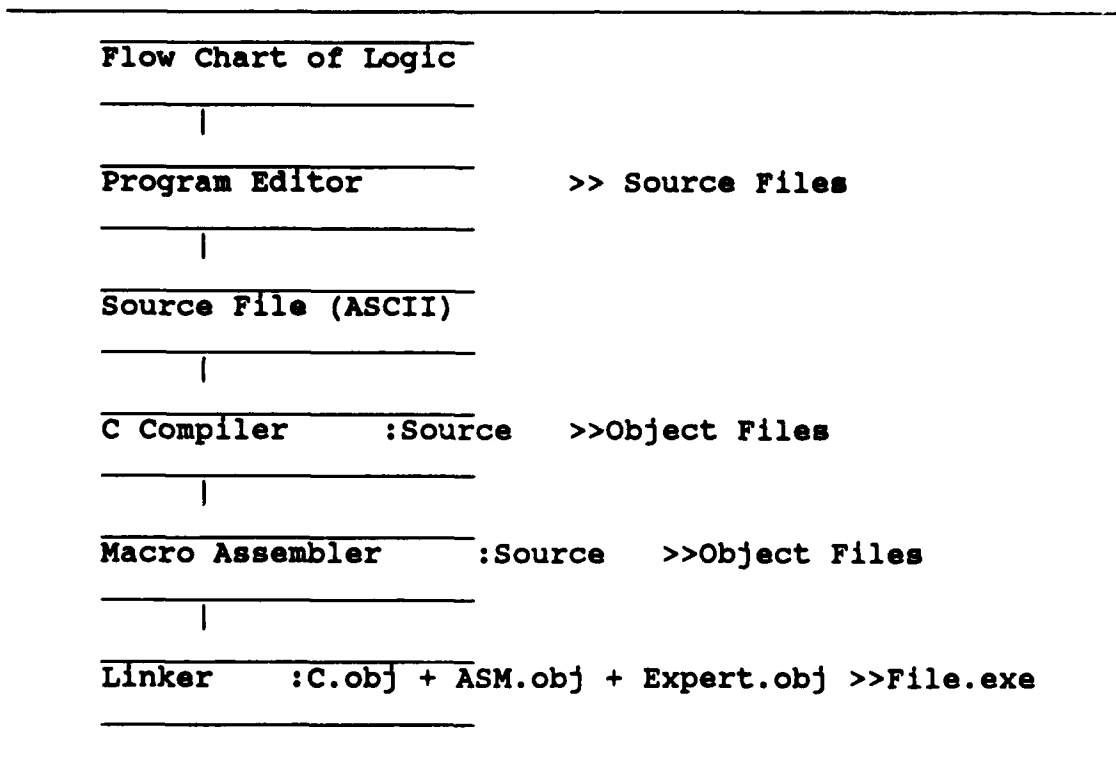 Flow Chart of Logic
Program Editor >> Source Files
Source File (ASCII)
C Compiler :Source >>Object Files
Macro Assembler :Source >>Object Files
Linker :C.obj + ASM.obj + Expert.obj >>File.exe